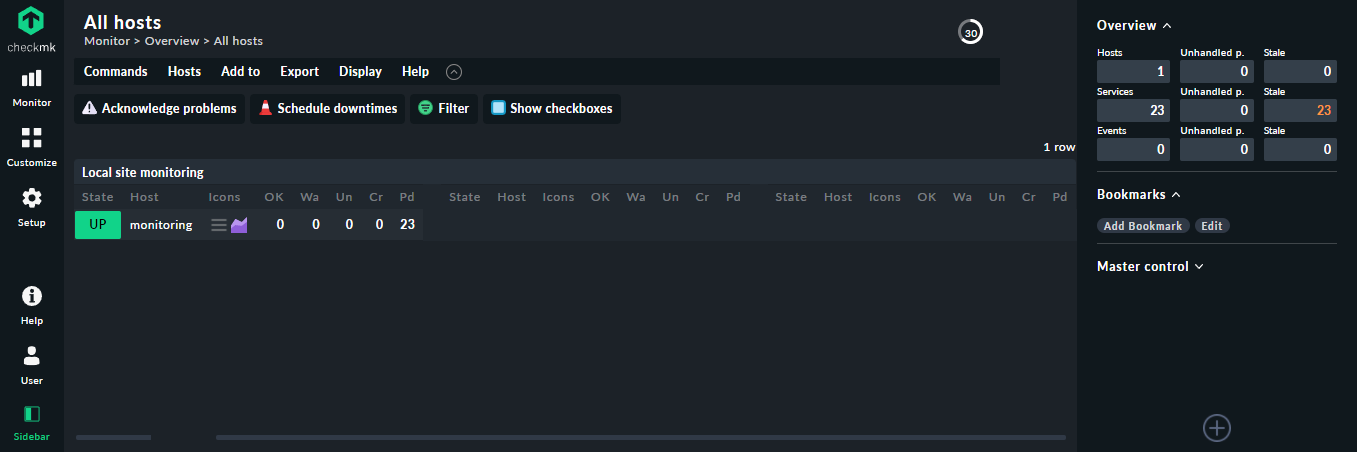 checkmk
Monitor
Customize
Setup
Help
User
Sidebar
All hosts
Monitor > Overview > All hosts
30
Commands Hosts Add to Export Display Help
Acknowledge problems Schedule downtimes Filter Show checkboxes
1 row
Local site monitoring
State Host Icons OK Wa Un Cr Pd State Host Icons OK Wa Un Cr Pd State Host Icons OK Wa Un Cr Pd
UP monitoring 0 0 0 0 23
Overview
Hosts Unhandled p. Stale
1 0 0
Services Unhandled p. Stale
23 0 23
Events Unhandled p. Stale
0 0 0
Bookmarks
Add Bookmark Edit
Master control